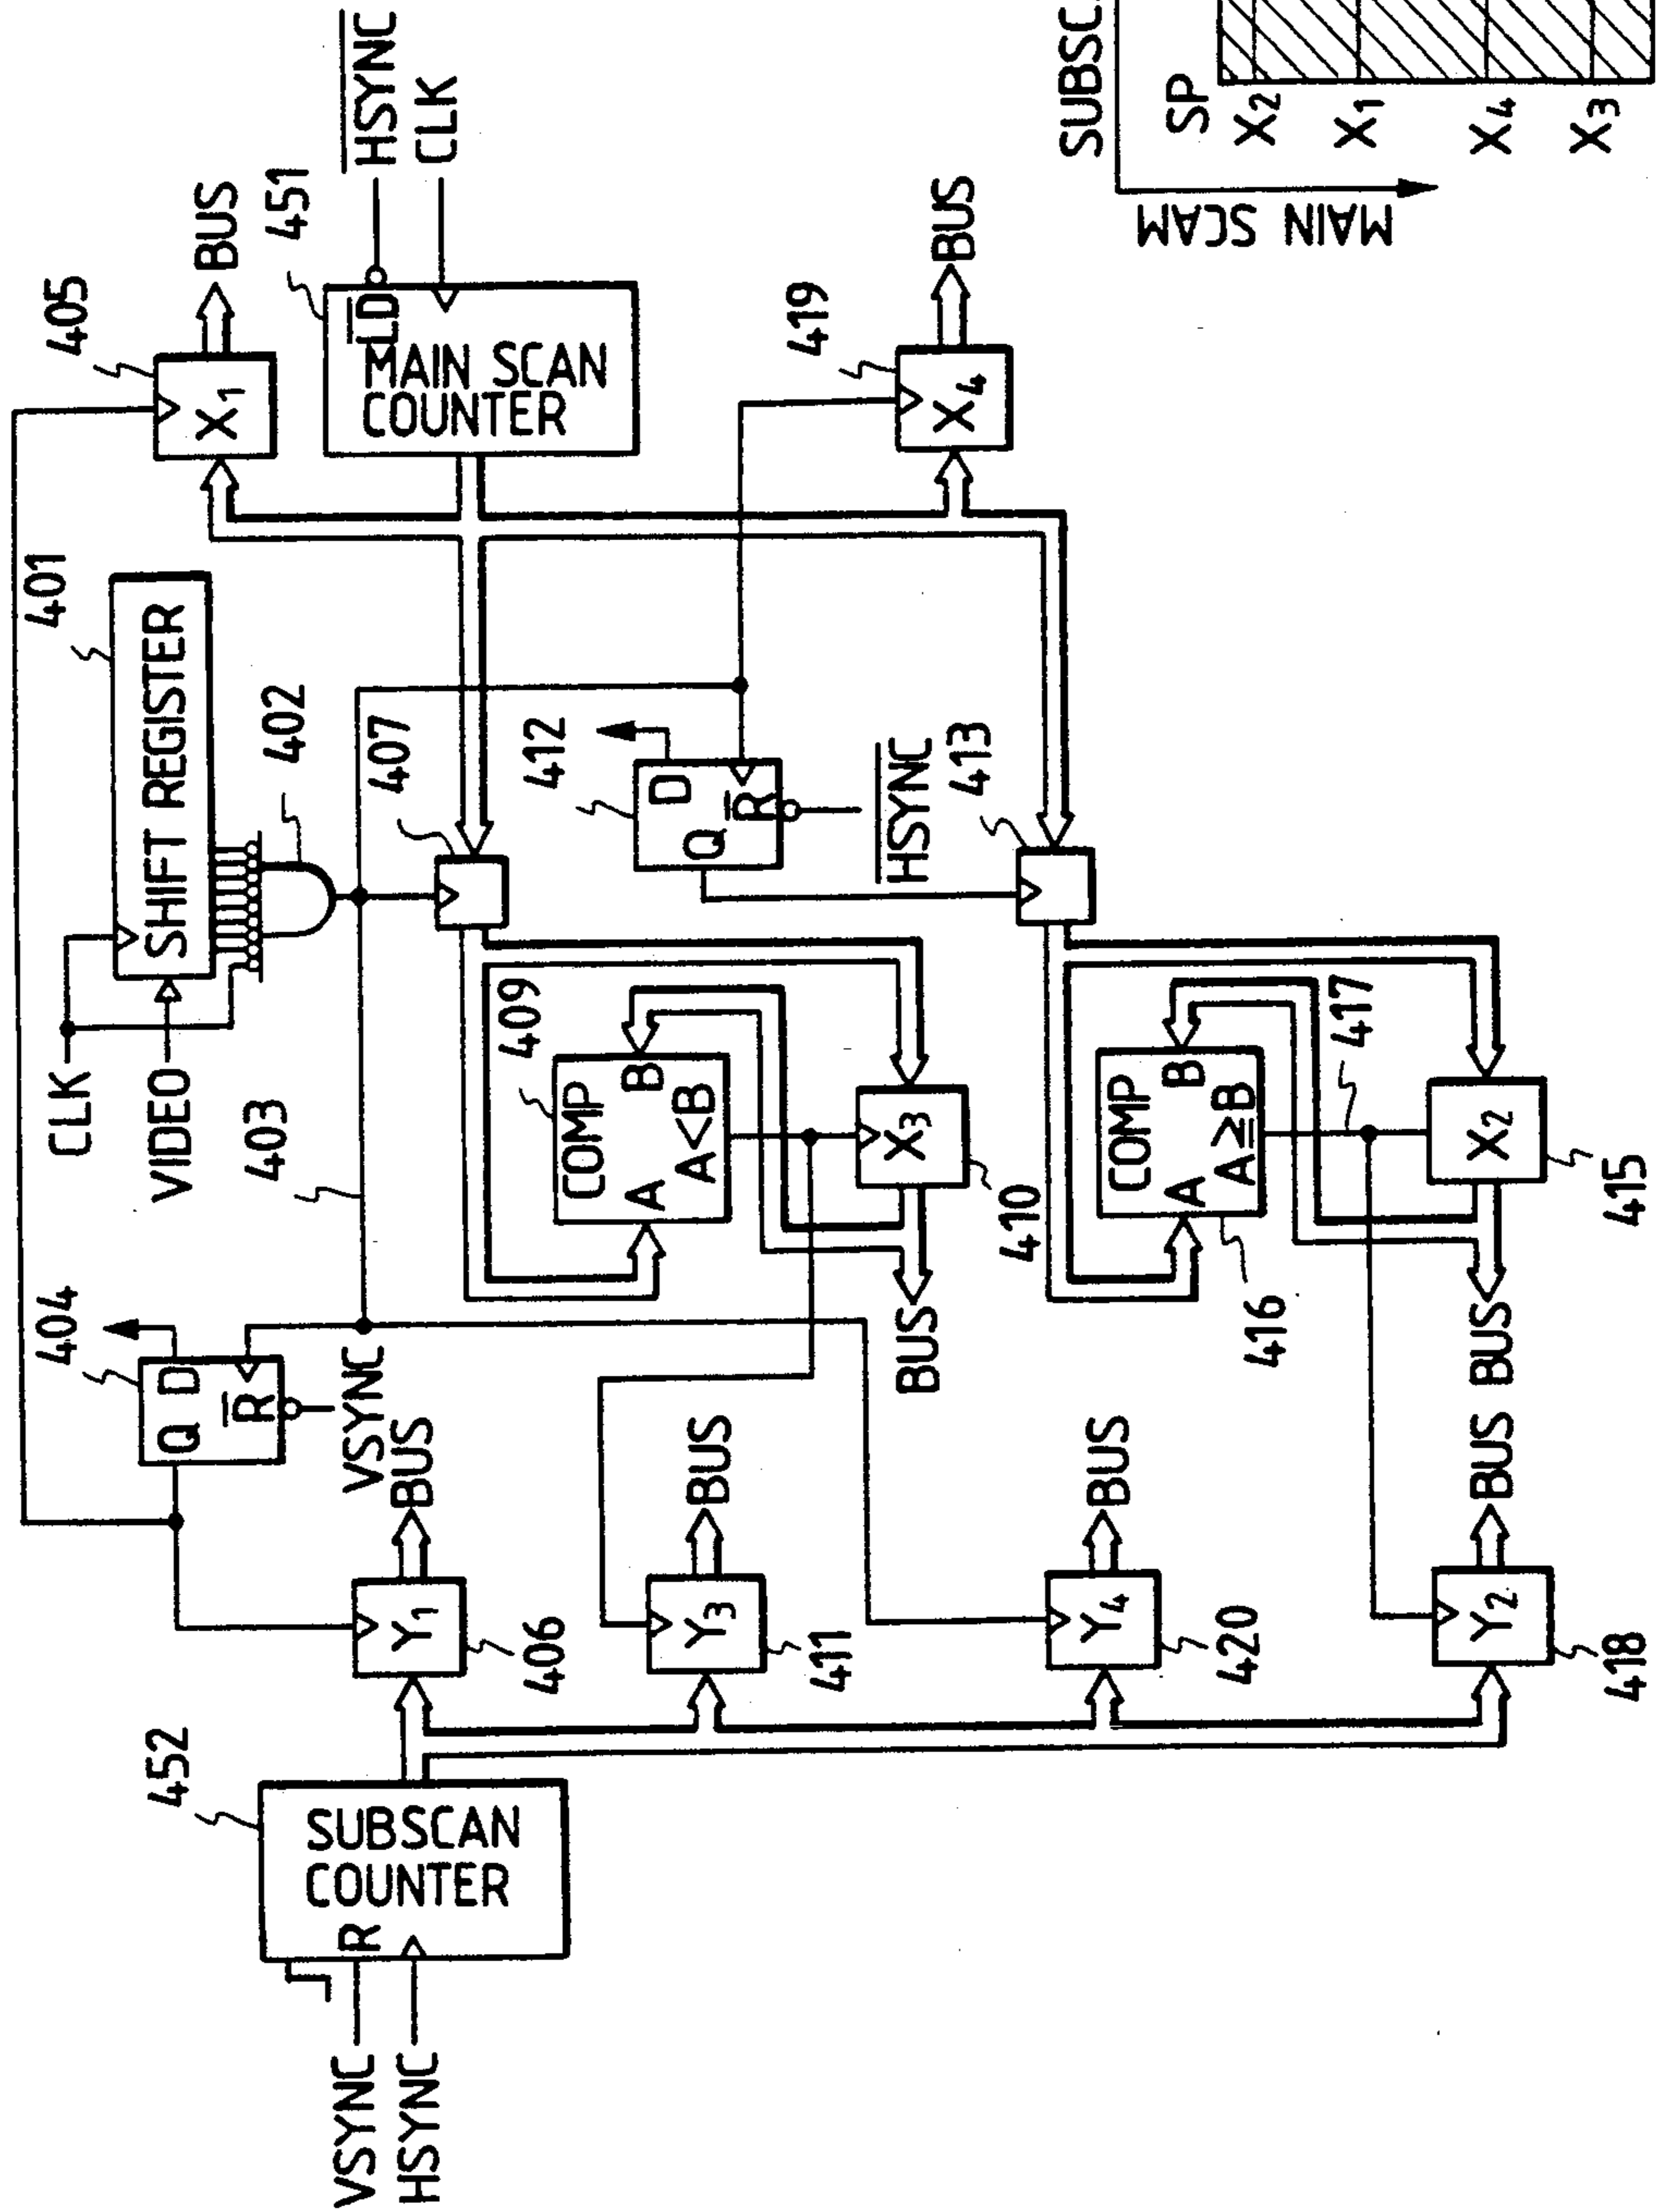 VSYNC
HSYNC
452
R
SUBSCAN
COUNTER
404
Q D
R
VSYNC
BUS
Y1
406
BUS
Y3
411
BUS
Y4
420
BUS
Y2
418
CLK
VIDEO
403
401
SHIFT REGISTER
402
407
409
COMP
A
B
A<B
X3
410
BUS
412
D
Q
R
HSYNC
413
416
COMP
A
B
A≥B
417
X2
415
BUS
405
X1
BUS
451
LD
MAIN SCAN
COUNTER
HSYNC
CLK
419
X4
BUS
SUBSC
MAIN SCAM
SP
X2
X1
X4
X3